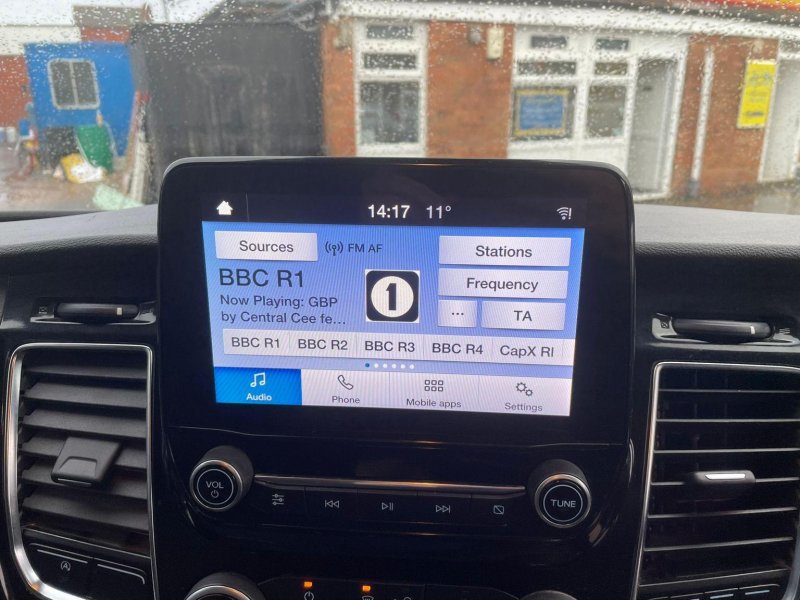 14:17 11°
Sources FM AF Stations
BBC R1
1
Frequency
Now Playing: GBP
by Central Cee fe...
... TA
BBC R1 BBC R2 BBC R3 BBC R4 CapX RI
Audio Phone Mobile apps Settings
VOL
TUNE
A